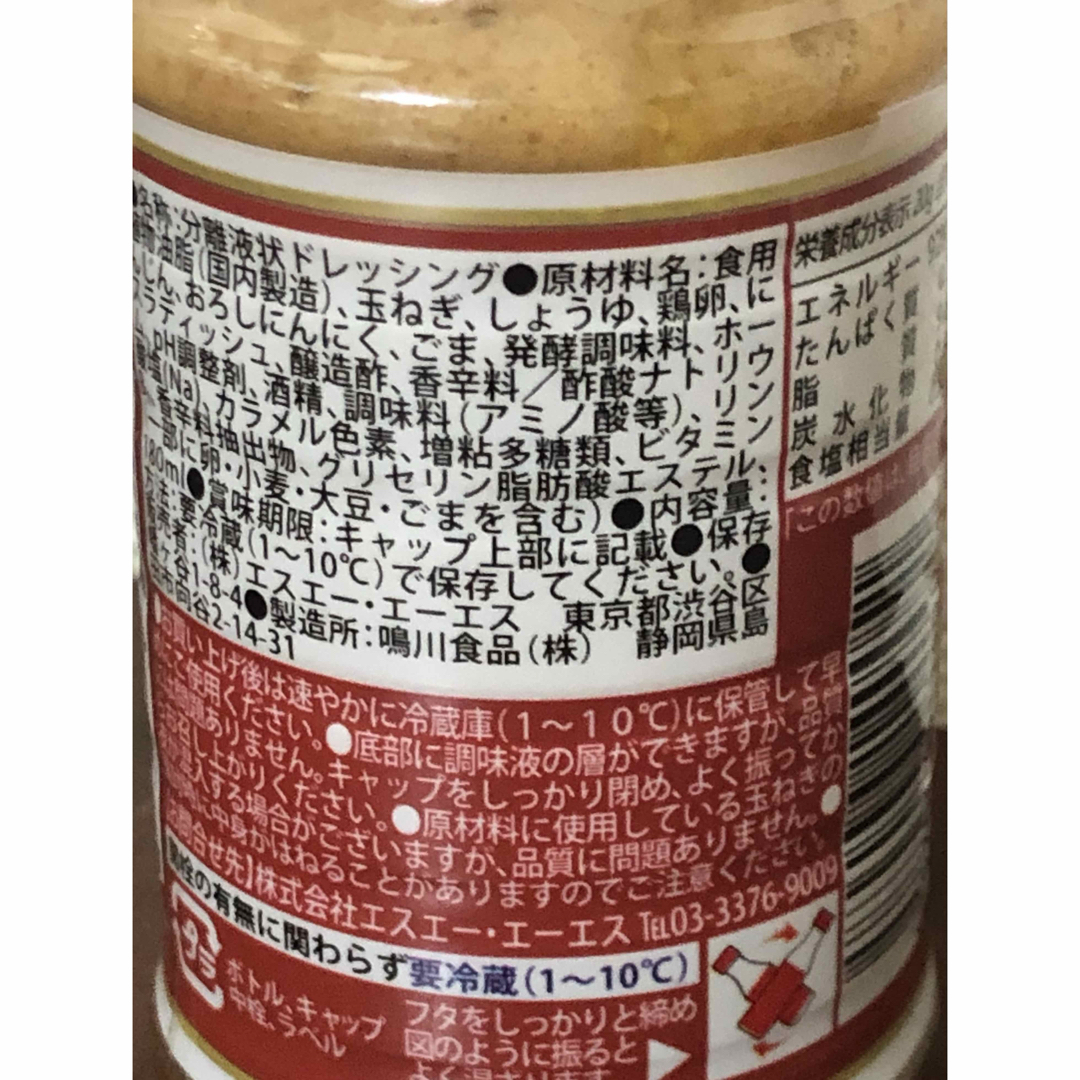 ●名称:分離液状ドレッシング●原材料名:食用
植物油脂(国内製造)、玉ねぎ、しょうゆ、鶏卵、に
んじん、おろしにんにく、ごま、発酵調味料、ホー
スラディッシュ、醸造酢、香辛料/酢酸ナトリウ
pH調整剤、酒精、調味料(アミノ酸等)、リン
酸塩(Na)、カラメル色素、増粘多糖類、ビタミン
香辛料抽出物、グリセリン脂肪酸エステル、
一部に卵・小麦・大豆・ごまを含む)●内容量:
180ml●賞味期限:キャップ上部に記載●保存
方法:要冷蔵(1~10℃)で保存してください。●
者:(株)エスエー・エーエス 東京都渋谷区
ヶ谷1-8-4●製造所:鳴川食品(株) 静岡県島
市向谷2-14-31
栄養成分表示 20g
エネルギー
たんぱく質
脂質
炭水化物
食塩相当量
「この数値は、
お買い上げ後は速やかに冷蔵庫(1~10℃)に保管して早
ご使用ください。●底部に調味液の層ができますが、品質
問題ありません。キャップをしっかり閉め、よく振ってか
お召し上がりください。●原材料に使用している玉ねぎの
混入する場合がございますが、品質に問題ありません。●
に中身がはねることがありますのでご注意ください。
お問合せ先】株式会社エスエー・エーエス TEL03-3376-9009
開栓の有無に関わらず要冷蔵(1~10℃)
プラ
ボトル、キャップ
中栓、ラベル
フタをしっかりと締め
図のように振ると